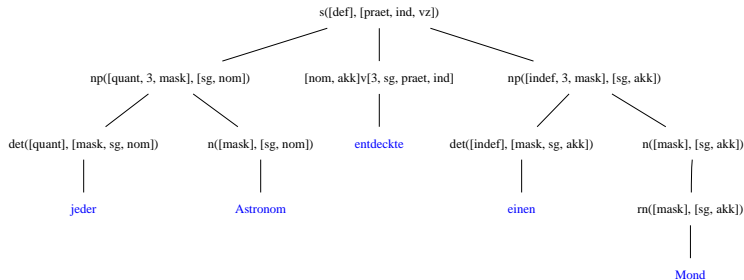 s([def], [praet, ind, vz])
np([quant, 3, mask], [sg, nom]) [nom, akk]v[3, sg, praet, ind] np([indef, 3, mask], [sg, akk])
det([quant], [mask, sg, nom]) n([mask], [sg, nom]) entdeckte det([indef], [mask, sg, akk]) n([mask], [sg, akk])
jeder Astronom einen rn([mask], [sg, akk])
Mond